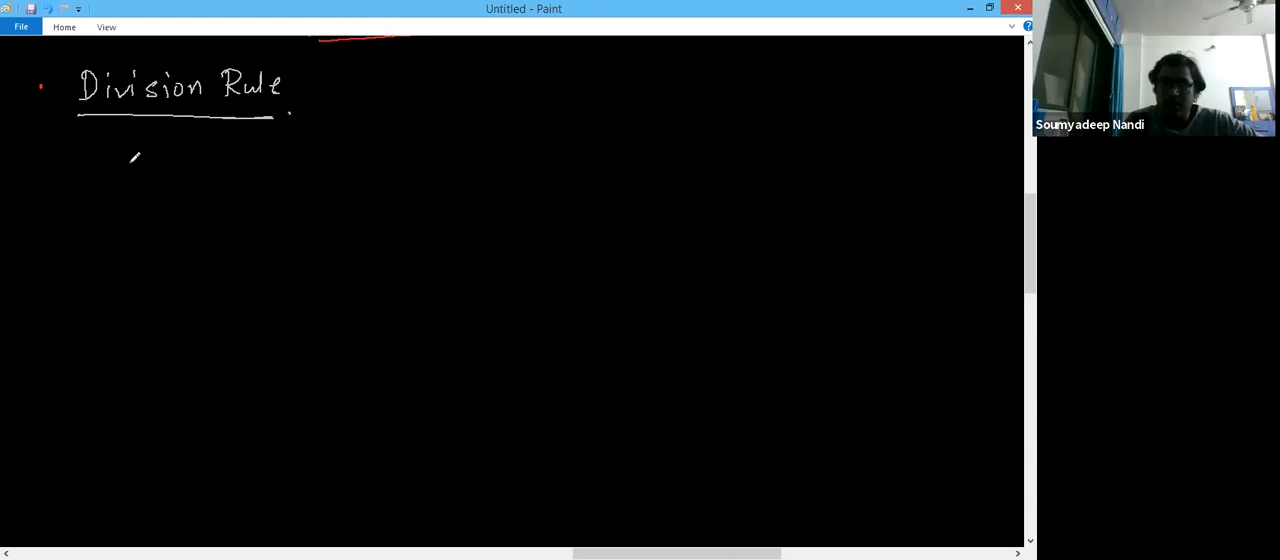 Untitled - Paint
File Home View
Division Rule.
Soumyadeep Nandi